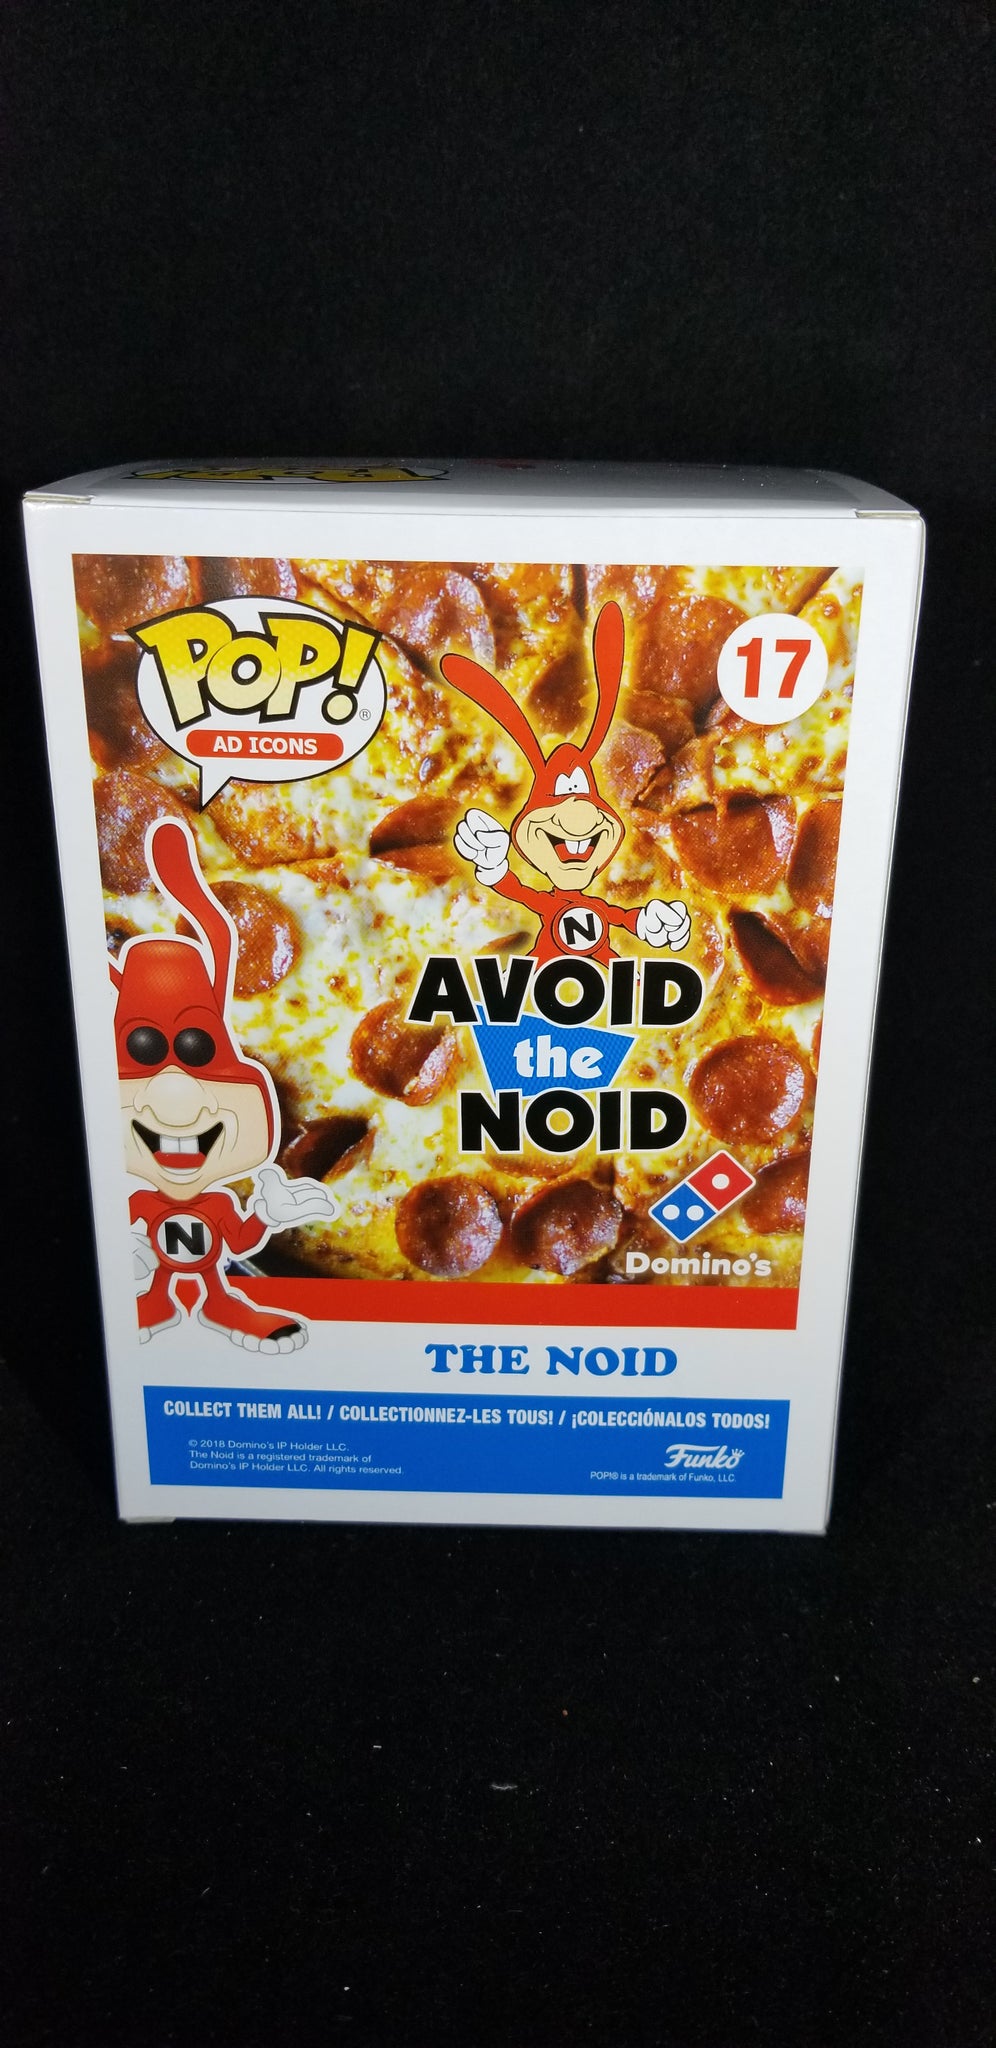 POP!®
AD ICONS
17
N
AVOID
the
NOID
N
Domino's
THE NOID
COLLECT THEM ALL! / COLLECTIONNEZ-LES TOUS! / ¡COLECCIÓNALOS TODOS!
© 2018 Domino's IP Holder LLC.
The Noid is a registered trademark of
Domino's IP Holder LLC. All rights reserved.
Funko
POP!® is a trademark of Funko, LLC.